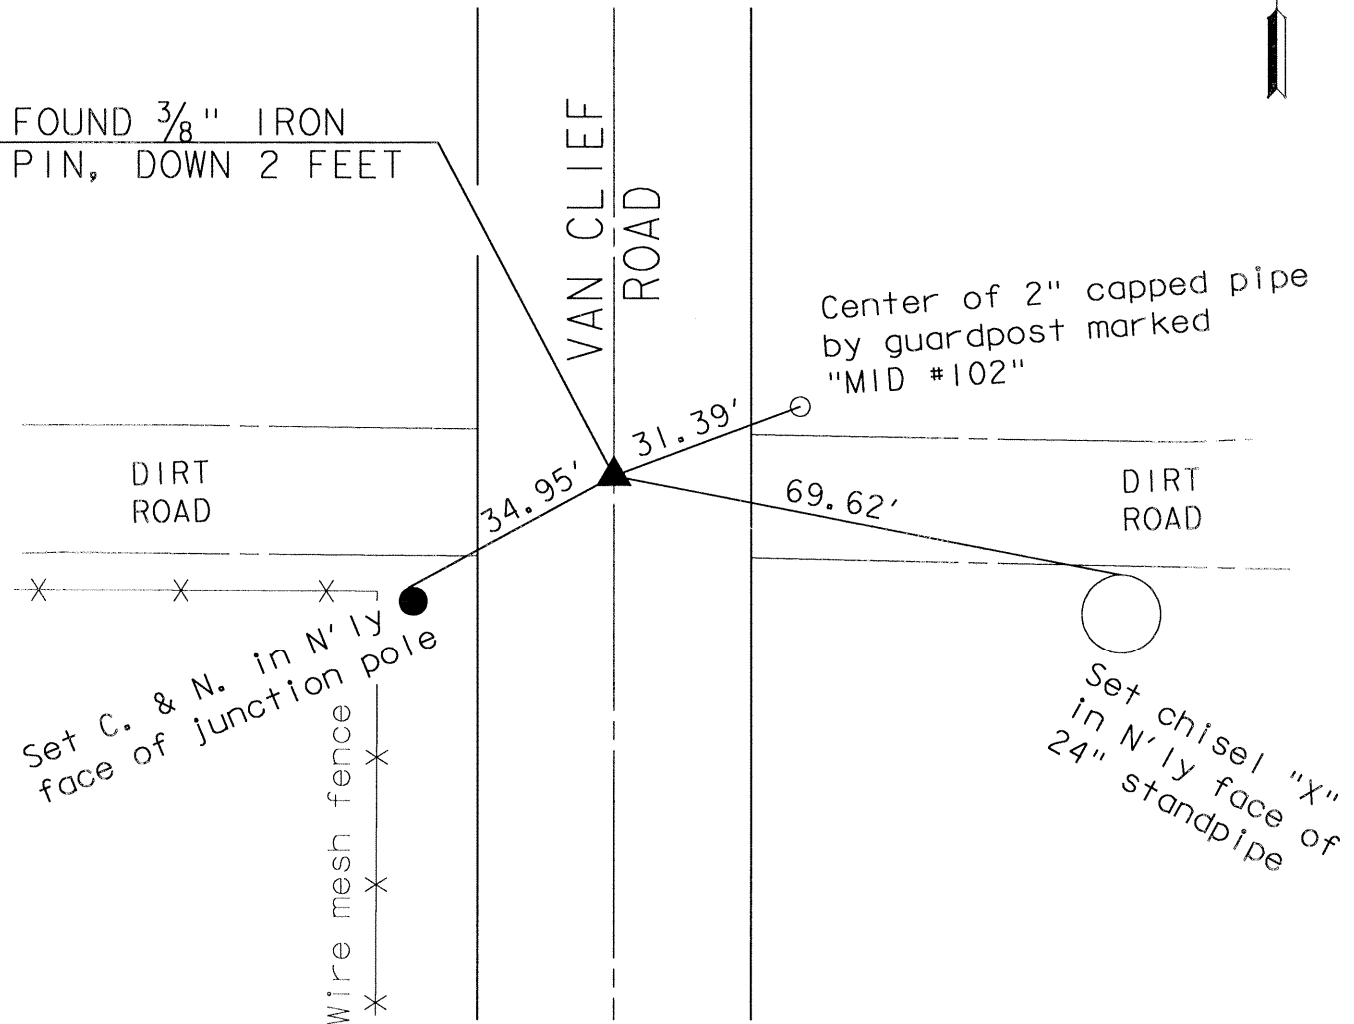 FOUND 3/8" IRON
PIN, DOWN 2 FEET
VAN CLIEF
ROAD
Center of 2" capped pipe
by guardpost marked
"MID #102"
31.39'
34.95'
69.62'
DIRT
ROAD
DIRT
ROAD
Set C. & N. in N'ly
face of junction pole
Wire mesh fence
Set chisel "X"
in N'ly face of
24" standpipe